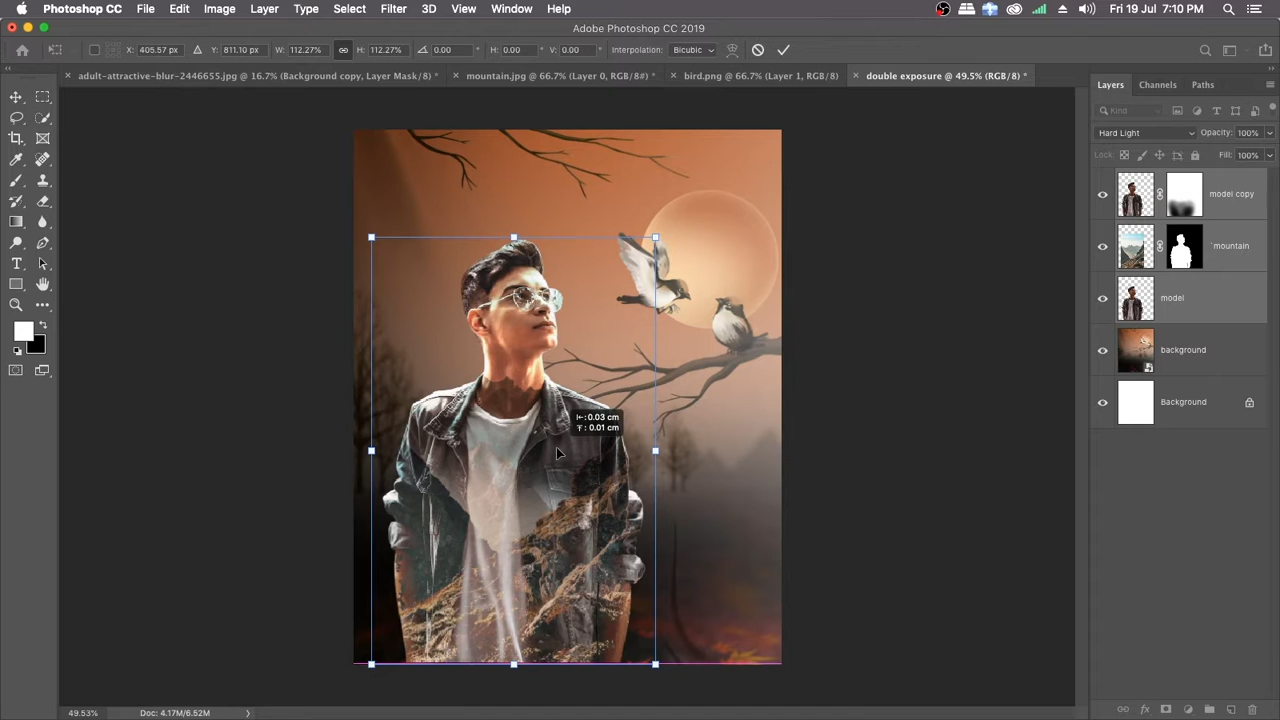 Photoshop CC File Edit Image Layer Type Select Filter 3D View Window Help Fri 19 Jul 7:10 PM
Adobe Photoshop CC 2019
X: 405.57 px Y: 811.10 px W: 112.27% H: 112.27% 0.00 ° H: 0.00 ° V: 0.00 ° Interpolation: Bicubic
adult-attractive-blur-2446655.jpg @ 16.7% (Background copy, Layer Mask/8) * mountain.jpg @ 66.7% (Layer 0, RGB/8#) * bird.png @ 66.7% (Layer 1, RGB/8) double exposure @ 49.5% (RGB/8) *
Layers Channels Paths
Kind
Hard Light Opacity: 100%
Lock: Fill: 100%
model copy
`mountain
model
background
Background
: 0.03 cm
: 0.01 cm
49.53% Doc: 4.17M/6.52M